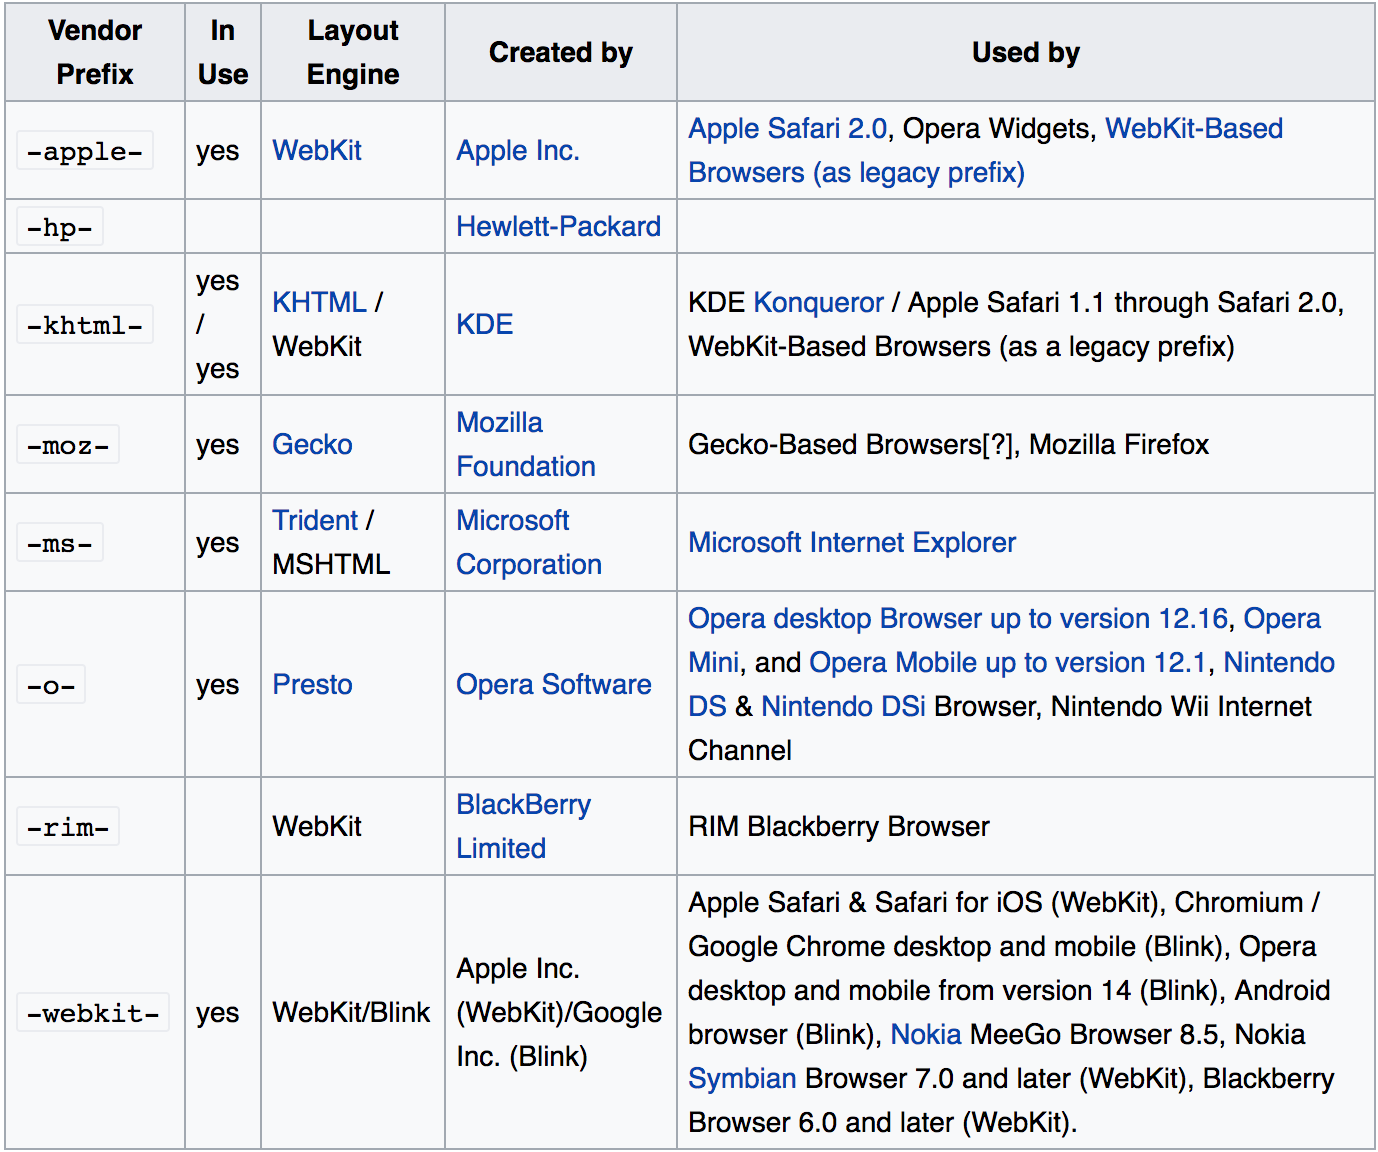 Vendor Prefix
In Use
Layout Engine
Created by
Used by
-apple-
yes
WebKit
Apple Inc.
Apple Safari 2.0, Opera Widgets, WebKit-Based
Browsers (as legacy prefix)
-hp-
Hewlett-Packard
-khtml-
yes
/
yes
KHTML /
WebKit
KDE
KDE Konqueror / Apple Safari 1.1 through Safari 2.0,
WebKit-Based Browsers (as a legacy prefix)
-moz-
yes
Gecko
Mozilla
Foundation
Gecko-Based Browsers[?], Mozilla Firefox
-ms-
yes
Trident /
MSHTML
Microsoft
Corporation
Microsoft Internet Explorer
-o-
yes
Presto
Opera Software
Opera desktop Browser up to version 12.16, Opera
Mini, and Opera Mobile up to version 12.1, Nintendo
DS & Nintendo DSi Browser, Nintendo Wii Internet
Channel
-rim-
WebKit
BlackBerry
Limited
RIM Blackberry Browser
-webkit-
yes
WebKit/Blink
Apple Inc.
(WebKit)/Google
Inc. (Blink)
Apple Safari & Safari for iOS (WebKit), Chromium /
Google Chrome desktop and mobile (Blink), Opera
desktop and mobile from version 14 (Blink), Android
browser (Blink), Nokia MeeGo Browser 8.5, Nokia
Symbian Browser 7.0 and later (WebKit), Blackberry
Browser 6.0 and later (WebKit).